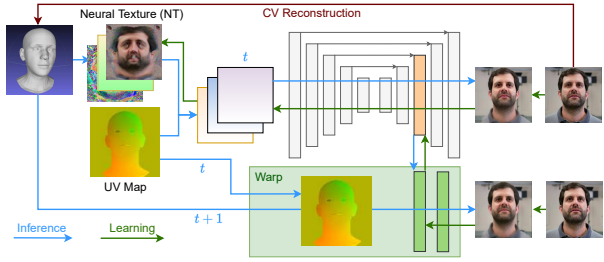 Neural Texture (NT)
CV Reconstruction
t
UV Map
t
Warp
t + 1
Inference
Learning